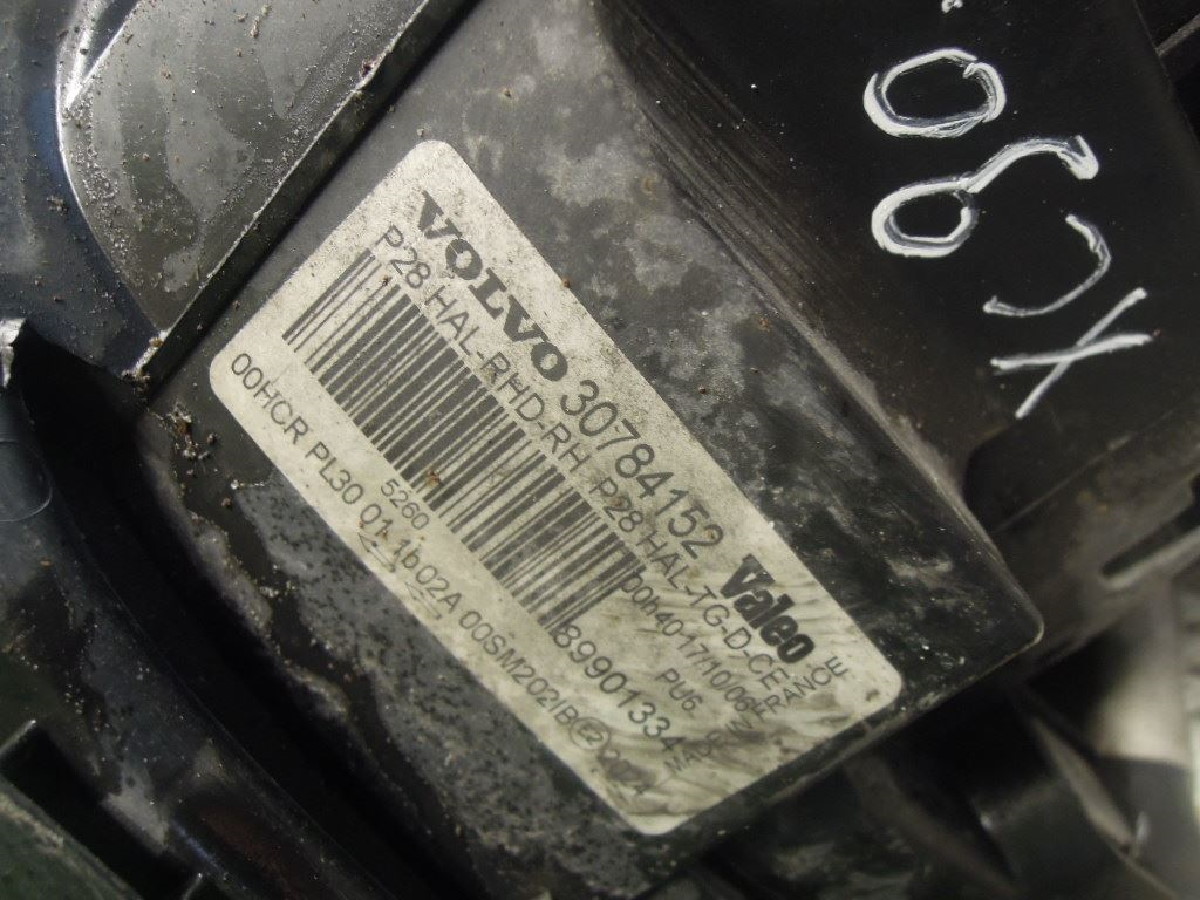 XC90
VOLVO 30784152 Valeo
P28 HAL-RHD-RH P28 HAL-TG-D-CE
00h40 17/10/06
PU6
MADE IN FRANCE
5260
89901334
00HCR PL30 01 1b02A 00SM202IB